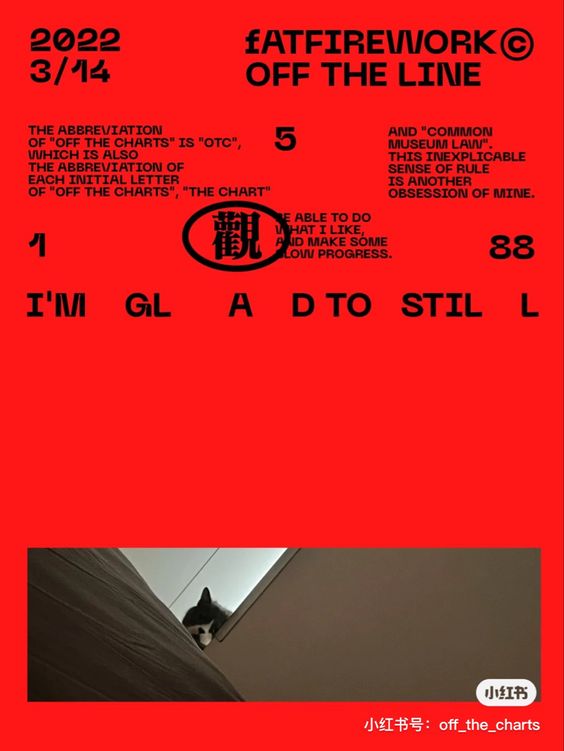 2022
3/14
fATFIREWORK©
OFF THE LINE
THE ABBREVIATION
OF "OFF THE CHARTS" IS "OTC",
WHICH IS ALSO
THE ABBREVIATION OF
EACH INITIAL LETTER
OF "OFF THE CHARTS", "THE CHART"
5
AND "COMMON
MUSEUM LAW".
THIS INEXPLICABLE
SENSE OF RULE
IS ANOTHER
OBSESSION OF MINE.
1
觀
BE ABLE TO DO
WHAT I LIKE,
AND MAKE SOME
SLOW PROGRESS.
88
I'M GL A D TO STIL L
小红书
小红书号：off_the_charts